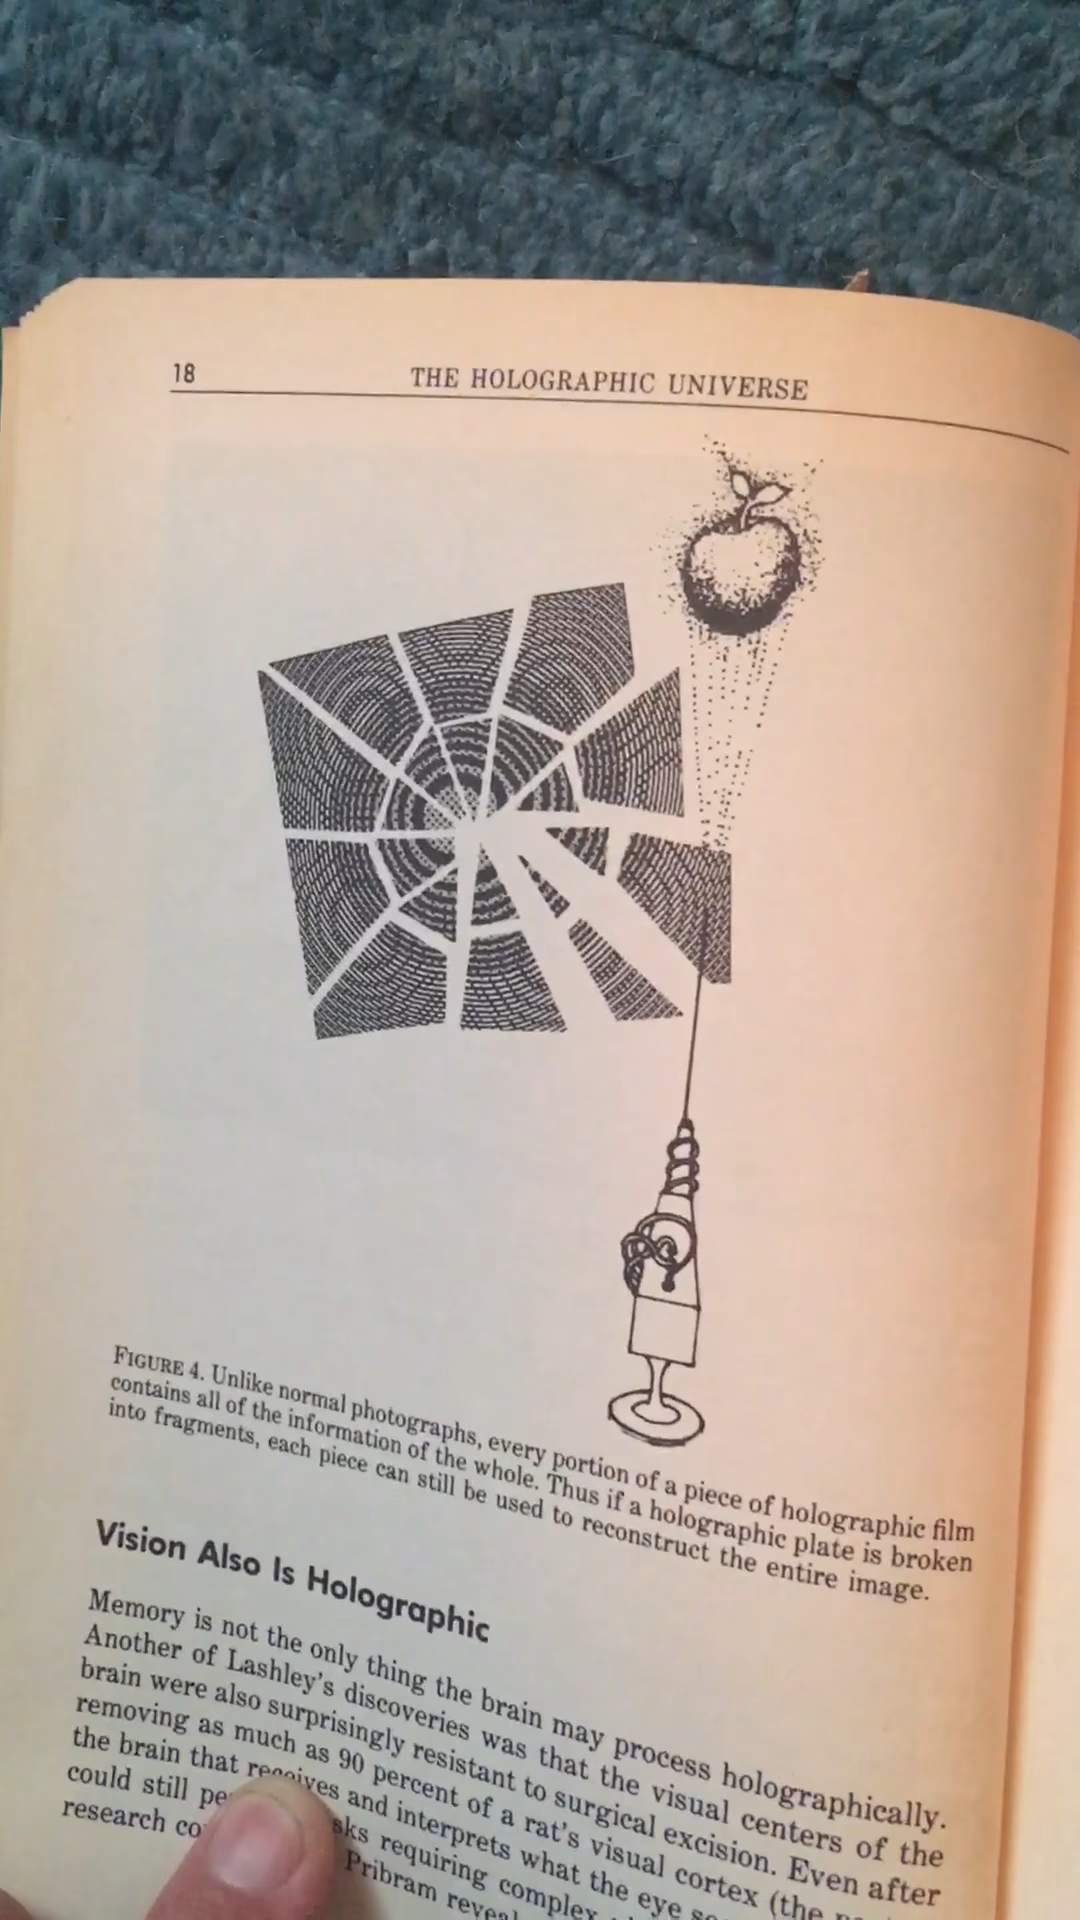 18
THE HOLOGRAPHIC UNIVERSE
FIGURE 4. Unlike normal photographs, every portion of a piece of holographic film
contains all of the information of the whole. Thus if a holographic plate is broken
into fragments, each piece can still be used to reconstruct the entire image.
Vision Also Is Holographic
Memory is not the only thing the brain may process holographically.
Another of Lashley's discoveries was that the visual centers of the
brain were also surprisingly resistant to surgical excision. Even after
removing as much as 90 percent of a rat's visual cortex (the
the brain that receives and interprets what the eye
could still requiring complex
research Pribram